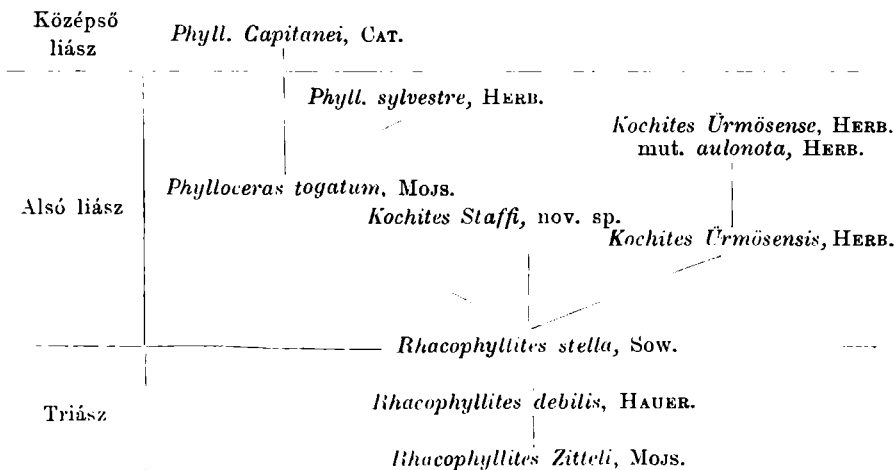 Középső
liász
Phyll. Capitanei, CAT.
Phyll. sylvestre, HERB.
Kochites Ürmösense, HERB.
mut. aulonota, HERB.
Alsó liász
Phylloceras togatum, MOJS.
Kochites Staffi, nov. sp.
Kochites Ürmösensis, HERB.
Rhacophyllites stella, SOW.
Triász
Rhacophyllites debilis, HAUER.
Rhacophyllites Zitteli, MOJS.